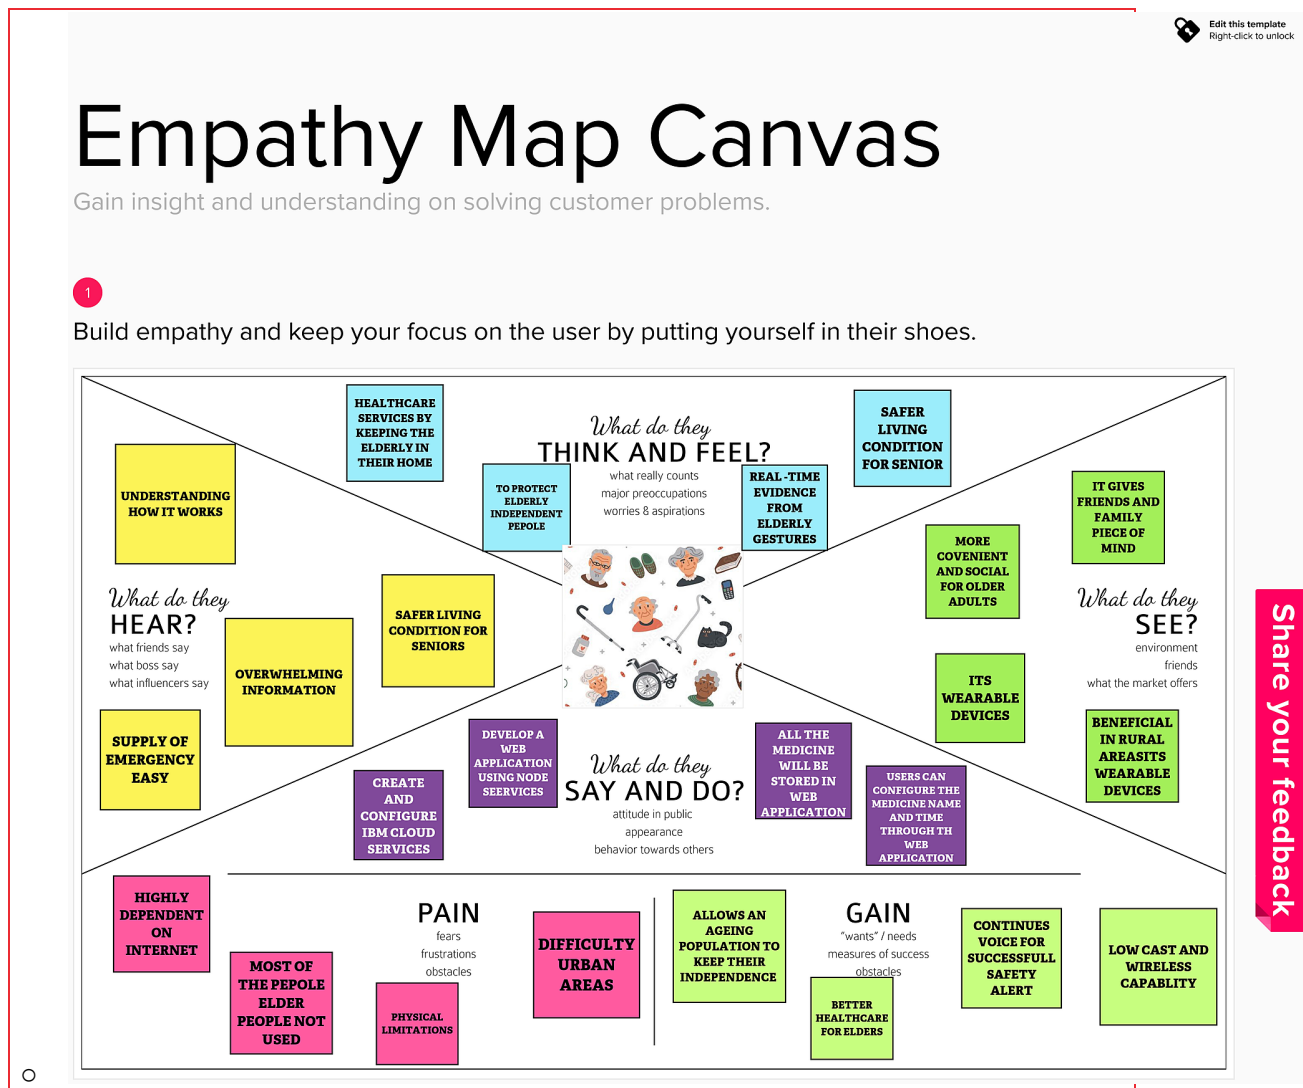 Edit this template
Right-click to unlock
Empathy Map Canvas
Gain insight and understanding on solving customer problems.
1
Build empathy and keep your focus on the user by putting yourself in their shoes.
HEALTHCARE
SERVICES BY
KEEPING THE
ELDERLY IN
THEIR HOME
What do they
THINK AND FEEL?
what really counts
major preoccupations
worries & aspirations
SAFER
LIVING
CONDITION
FOR SENIOR
TO PROTECT
ELDERLY
INDEPENDENT
PEPOLE
REAL -TIME
EVIDENCE
FROM
ELDERLY
GESTURES
UNDERSTANDING
HOW IT WORKS
What do they
HEAR?
what friends say
what boss say
what influencers say
SAFER LIVING
CONDITION FOR
SENIORS
OVERWHELMING
INFORMATION
SUPPLY OF
EMERGENCY
EASY
IT GIVES
FRIENDS AND
FAMILY
PIECE OF
MIND
MORE
COVENIENT
AND SOCIAL
FOR OLDER
ADULTS
What do they
SEE?
environment
friends
what the market offers
ITS
WEARABLE
DEVICES
BENEFICIAL
IN RURAL
AREASITS
WEARABLE
DEVICES
DEVELOP A
WEB
APPLICATION
USING NODE
SEERVICES
CREATE
AND
CONFIGURE
IBM CLOUD
SERVICES
What do they
SAY AND DO?
attitude in public
appearance
behavior towards others
ALL THE
MEDICINE
WILL BE
STORED IN
WEB
APPLICATION
USERS CAN
CONFIGURE THE
MEDICINE NAME
AND TIME
THROUGH TH
WEB
APPLICATION
Share your feedback
HIGHLY
DEPENDENT
ON
INTERNET
MOST OF
THE PEPOLE
ELDER
PEOPLE NOT
USED
PAIN
fears
frustrations
obstacles
PHYSICAL
LIMITATIONS
DIFFICULTY
URBAN
AREAS
ALLOWS AN
AGEING
POPULATION TO
KEEP THEIR
INDEPENDENCE
GAIN
"wants" / needs
measures of success
obstacles
BETTER
HEALTHCARE
FOR ELDERS
CONTINUES
VOICE FOR
SUCCESSFULL
SAFETY
ALERT
LOW CAST AND
WIRELESS
CAPABLITY